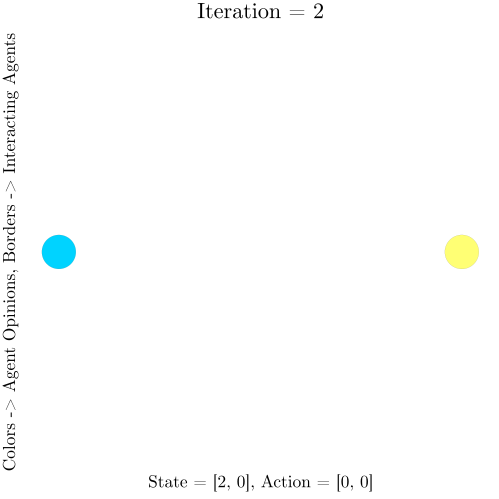 Iteration = 2
Colors -> Agent Opinions, Borders -> Interacting Agents
State = [2, 0], Action = [0, 0]